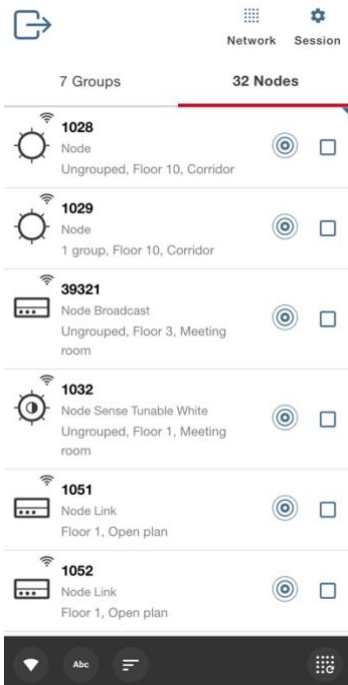 Network Session
7 Groups 32 Nodes
1028
Node
Ungrouped, Floor 10, Corridor
1029
Node
1 group, Floor 10, Corridor
39321
Node Broadcast
Ungrouped, Floor 3, Meeting
room
1032
Node Sense Tunable White
Ungrouped, Floor 1, Meeting
room
1051
Node Link
Floor 1, Open plan
1052
Node Link
Floor 1, Open plan
Abc